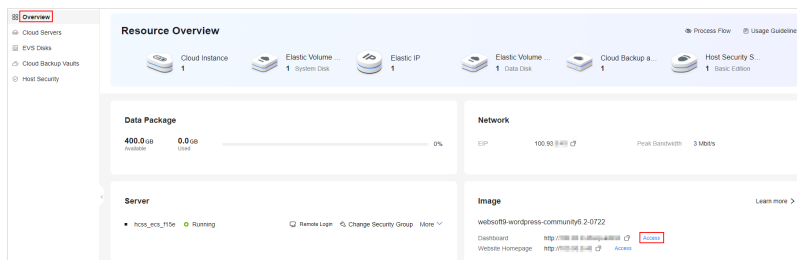 Overview
Cloud Servers
EVS Disks
Cloud Backup Vaults
Host Security
Resource Overview
Process Flow
Usage Guideline
Cloud Instance
1
Elastic Volume ...
1 System Disk
Elastic IP
1
Elastic Volume ...
1 Data Disk
Cloud Backup a...
1
Host Security S...
1 Basic Edition
Data Package
400.0 GB
Available
0.0 GB
Used
0%
Network
EIP
100.93
Peak Bandwidth
3 Mbit/s
Server
hcss_ecs_f15e
Running
Remote Login
Change Security Group
More
Image
Learn more
websoft9-wordpress-community6.2-0722
Dashboard
http:/
Access
Website Homepage
http:/
Access